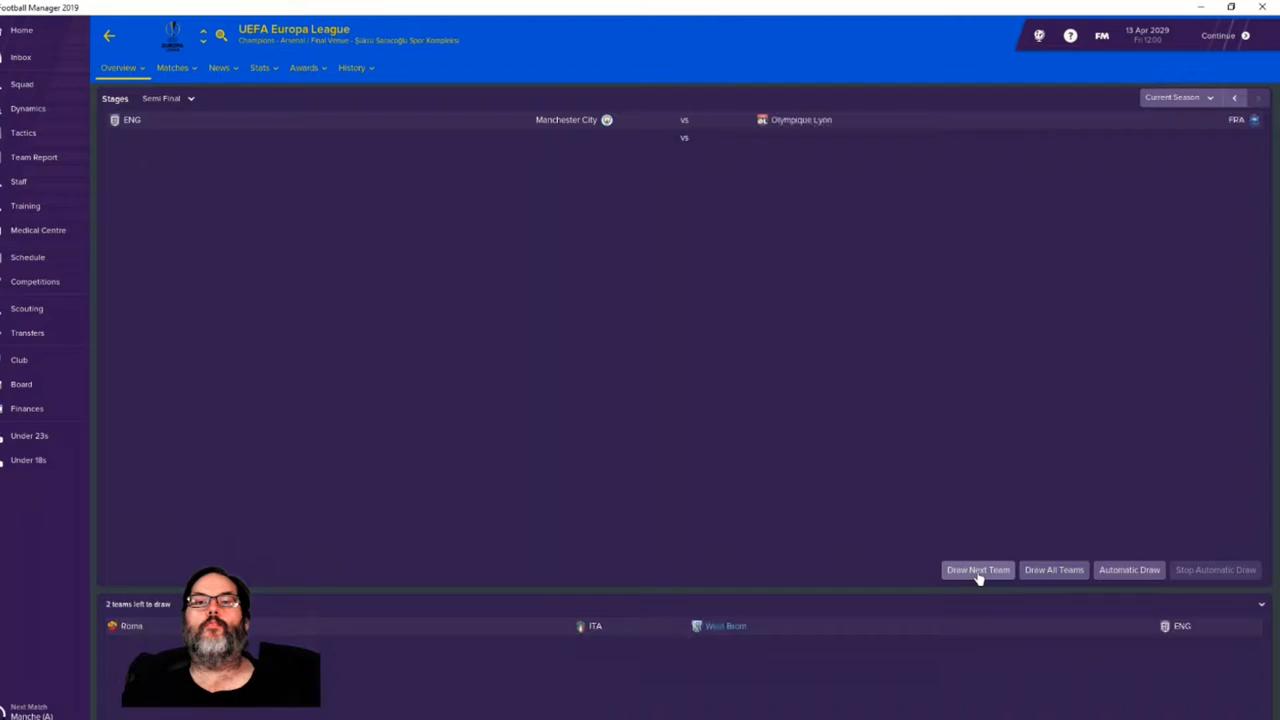 Football Manager 2019
Home
Inbox
Squad
Dynamics
Tactics
Team Report
Staff
Training
Medical Centre
Schedule
Competitions
Scouting
Transfers
Club
Board
Finances
Under 23s
Under 18s
Next Match
Manche (A)
UEFA Europa League
Champions - Arsenal / Final Venue - Şükrü Saracoğlu Spor Kompleksi
FM
13 Apr 2029
Fri 12:00
Continue
Overview
Matches
News
Stats
Awards
History
Stages Semi Final
Current Season
ENG Manchester City vs Olympique Lyon FRA
vs
Draw Next Team Draw All Teams Automatic Draw Stop Automatic Draw
2 teams left to draw
Roma ITA West Brom ENG